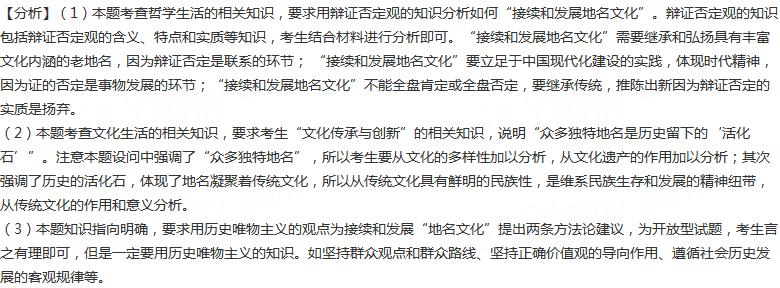 【分析】（1）本题考查哲学生活的相关知识，要求用辩证否定观的知识分析如何“接续和发展地名文化”。辩证否定观的知识
包括辩证否定观的含义、特点和实质等知识，考生结合材料进行分析即可。“接续和发展地名文化”需要继承和弘扬具有丰富
文化内涵的老地名，因为辩证否定是联系的环节；“接续和发展地名文化”要立足于中国现代化建设的实践，体现时代精神，
因为证的否定是事物发展的环节；“接续和发展地名文化”不能全盘肯定或全盘否定，要继承传统，推陈出新因为辩证否定的
实质是扬弃。
（2）本题考查文化生活的相关知识，要求考生“文化传承与创新”的相关知识，说明“众多独特地名是历史留下的‘活化
石’”。注意本题设问中强调了“众多独特地名”，所以考生要从文化的多样性加以分析，从文化遗产的作用加以分析；其次
强调了历史的活化石，体现了地名凝聚着传统文化，所以从传统文化具有鲜明的民族性，是维系民族生存和发展的精神纽带，
从传统文化的作用和意义分析。
（3）本题知识指向明确，要求用历史唯物主义的观点为接续和发展“地名文化”提出两条方法论建议，为开放型试题，考生言
之有理即可，但是一定要用历史唯物主义的知识。如坚持群众观点和群众路线、坚持正确价值观的导向作用、遵循社会历史发
展的客观规律等。